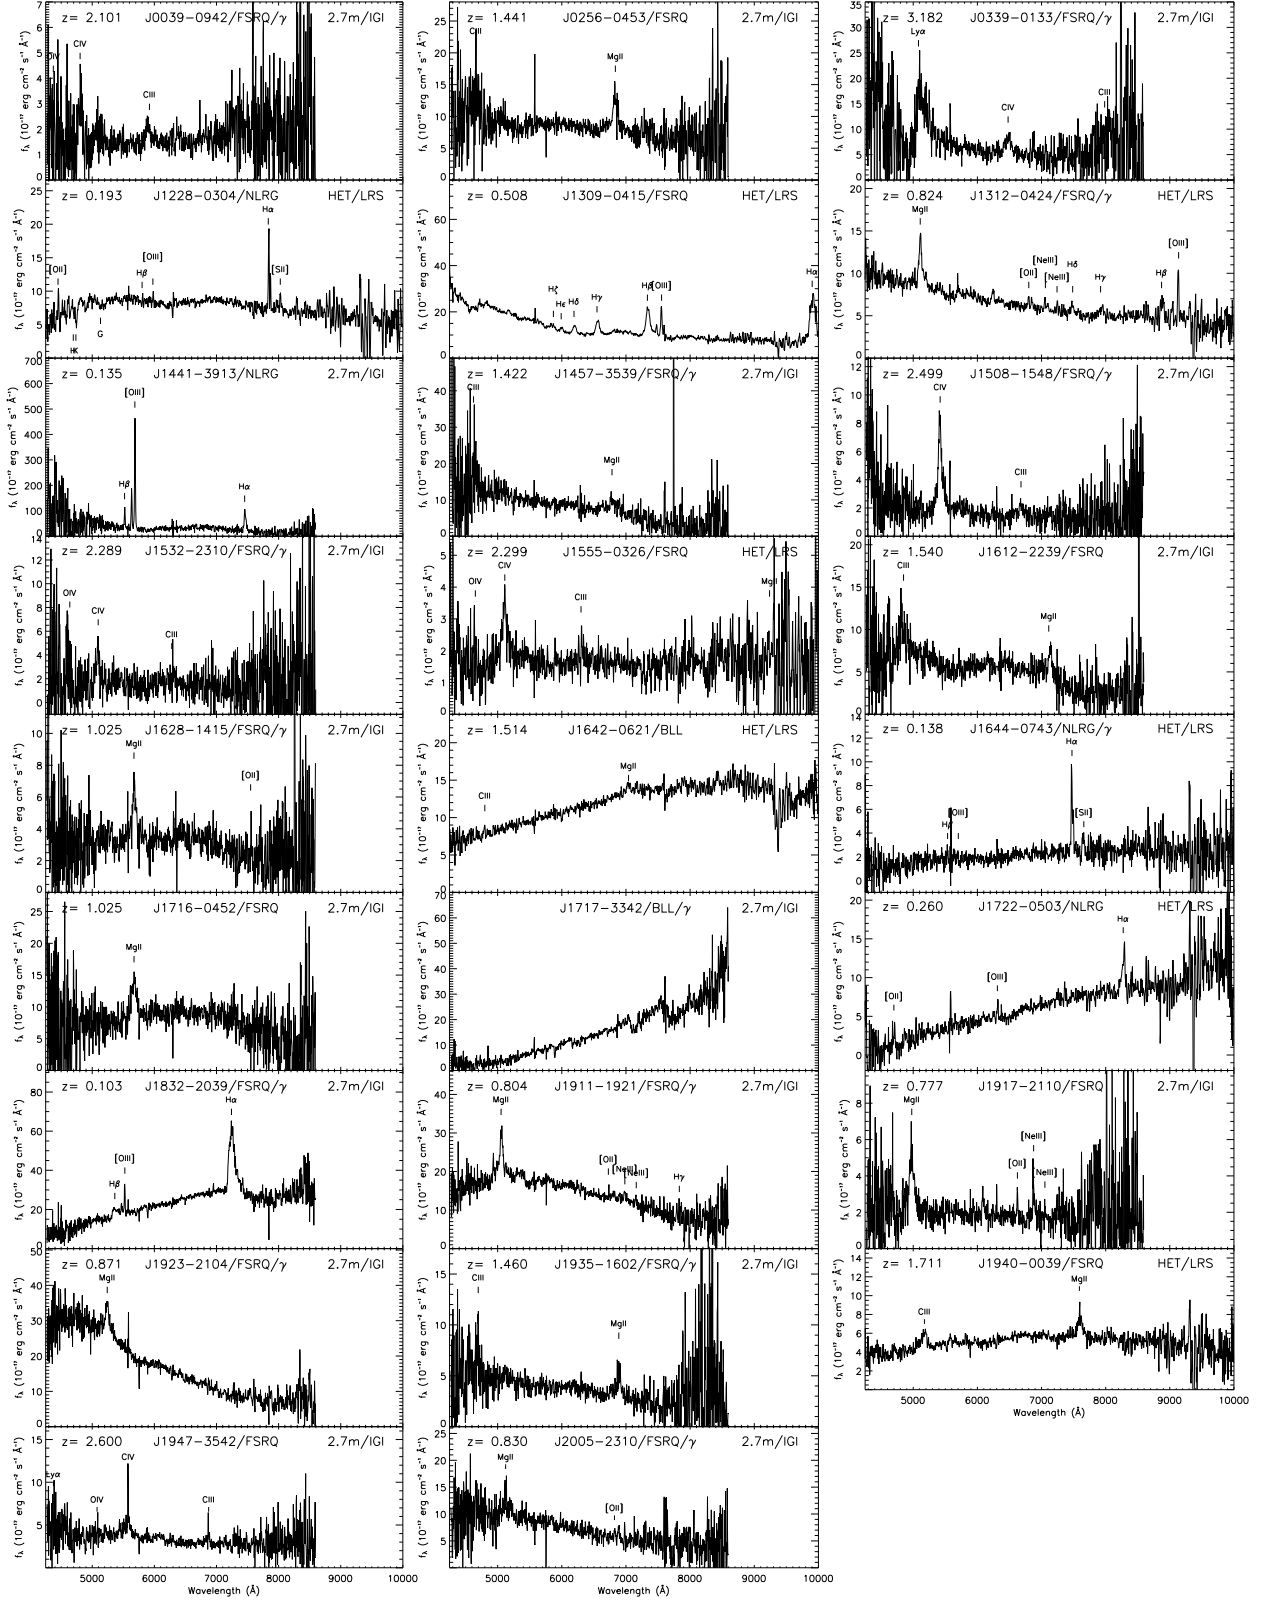 z= 2.101 J0039−0942/FSRQ/γ 2.7m/IGI
OIV CIV CIII
z= 1.441 J0256−0453/FSRQ 2.7m/IGI
CIII MgII
z= 3.182 J0339−0133/FSRQ/γ 2.7m/IGI
Lyα CIV CIII
z= 0.193 J1228−0304/NLRG HET/LRS
[OII] HK G Hβ [OIII] Hα [SII]
z= 0.508 J1309−0415/FSRQ HET/LRS
Hζ Hε Hδ Hγ Hβ [OIII] Hα
z= 0.824 J1312−0424/FSRQ/γ HET/LRS
MgII [OII] [NeIII] [NeIII] Hδ Hγ Hβ [OIII]
z= 0.135 J1441−3913/NLRG 2.7m/IGI
Hβ [OIII] Hα
z= 1.422 J1457−3539/FSRQ/γ 2.7m/IGI
CIII MgII
z= 2.499 J1508−1548/FSRQ 2.7m/IGI
CIV CIII
z= 2.289 J1532−2310/FSRQ/γ 2.7m/IGI
OIV CIV CIII
z= 2.299 J1555−0326/FSRQ HET/LRS
OIV CIV CIII MgII
z= 1.540 J1612−2239/FSRQ 2.7m/IGI
CIII MgII
z= 1.025 J1628−1415/FSRQ/γ 2.7m/IGI
MgII [OII]
z= 1.514 J1642−0621/BLL HET/LRS
CIII MgII
z= 0.138 J1644−0743/NLRG/γ HET/LRS
Hβ [OIII] Hα [SII]
z= 1.025 J1716−0452/FSRQ 2.7m/IGI
MgII
J1717−3342/BLL/γ 2.7m/IGI
z= 0.260 J1722−0503/NLRG HET/LRS
[OII] [OIII] Hα
z= 0.103 J1832−2039/FSRQ/γ 2.7m/IGI
Hβ [OIII] Hα
z= 0.804 J1911−1921/FSRQ/γ 2.7m/IGI
MgII [OII] [NeIII] [NeIII] Hγ
z= 0.777 J1917−2110/FSRQ 2.7m/IGI
MgII [OII] [NeIII] [NeIII]
z= 0.871 J1923−2104/FSRQ/γ 2.7m/IGI
MgII
z= 1.460 J1935−1602/FSRQ/γ 2.7m/IGI
CIII MgII
z= 1.711 J1940−0039/FSRQ HET/LRS
CIII MgII
5000 6000 7000 8000 9000 10000
Wavelength (Å)
z= 2.600 J1947−3542/FSRQ 2.7m/IGI
Lyα OIV CIV CIII
5000 6000 7000 8000 9000 10000
Wavelength (Å)
z= 0.830 J2005−2310/FSRQ/γ 2.7m/IGI
MgII [OII]
5000 6000 7000 8000 9000 10000
Wavelength (Å)
f_λ (10⁻¹⁷ erg cm⁻² s⁻¹ Å⁻¹)